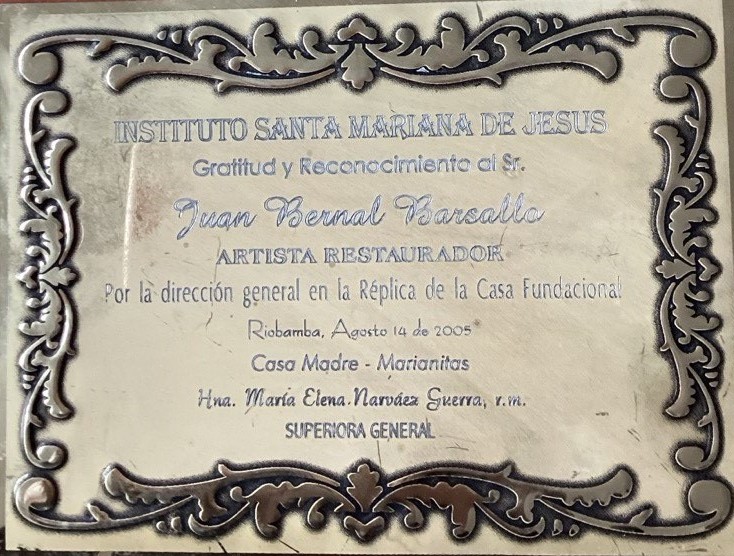 INSTITUTO SANTA MARIANA DE JESUS
Gratitud y Reconocimiento al Sr.
Juan Bernal Barsallo
ARTISTA RESTAURADOR
Por la dirección general en la Réplica de la Casa Fundacional
Riobamba, Agosto 14 de 2005
Casa Madre - Marianitas
Hna. María Elena Narváez Guerra, r.m.
SUPERIORA GENERAL